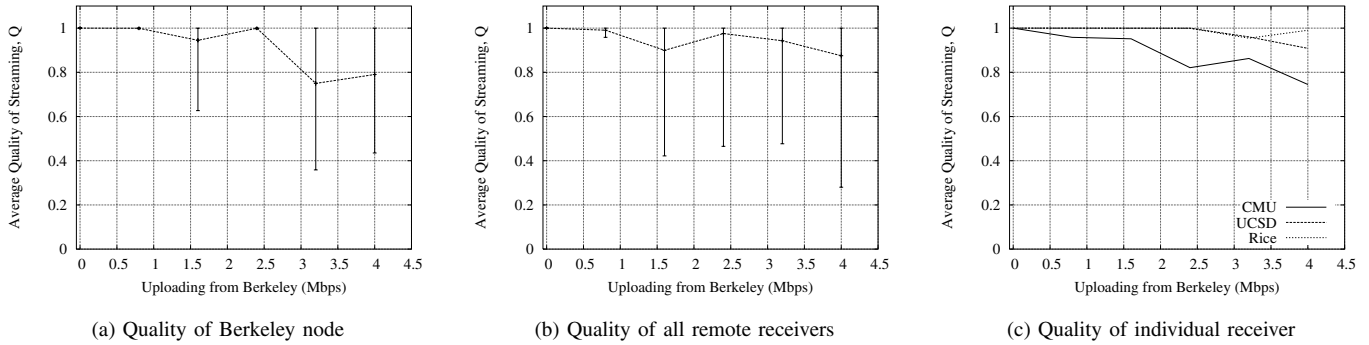 Average Quality of Streaming, Q
1
0.8
0.6
0.4
0.2
0
0 0.5 1 1.5 2 2.5 3 3.5 4 4.5
Uploading from Berkeley (Mbps)
(a) Quality of Berkeley node
Average Quality of Streaming, Q
1
0.8
0.6
0.4
0.2
0
0 0.5 1 1.5 2 2.5 3 3.5 4 4.5
Uploading from Berkeley (Mbps)
(b) Quality of all remote receivers
Average Quality of Streaming, Q
1
0.8
0.6
0.4
0.2
0
CMU
UCSD
Rice
0 0.5 1 1.5 2 2.5 3 3.5 4 4.5
Uploading from Berkeley (Mbps)
(c) Quality of individual receiver